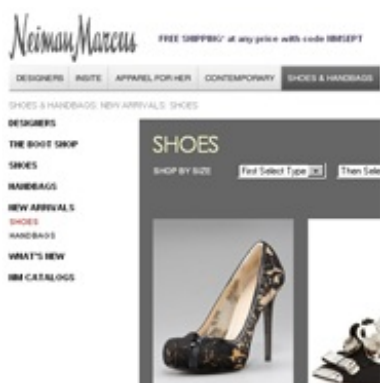 Neiman Marcus
FREE SHIPPING* at any price with code NMSEPT
DESIGNERS INSITE APPAREL FOR HER CONTEMPORARY SHOES & HANDBAGS
SHOES & HANDBAGS: NEW ARRIVALS: SHOES
DESIGNERS
THE BOOT SHOP
SHOES
HANDBAGS
NEW ARRIVALS
SHOES
HANDBAGS
WHAT'S NEW
NM CATALOGS
SHOES
SHOP BY SIZE First Select Type Then Sele